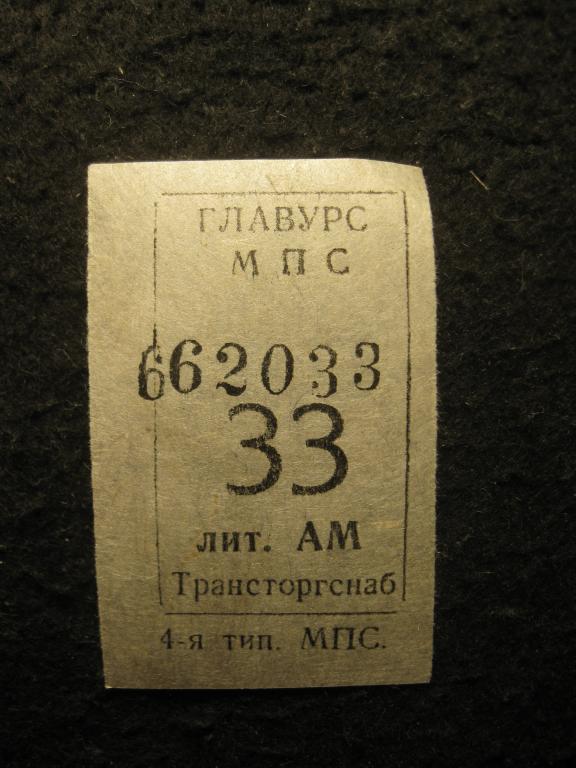 ГЛАВУРС
МПС
662033
33
лит. АМ
Трансторгснаб
4-я тип. МПС.